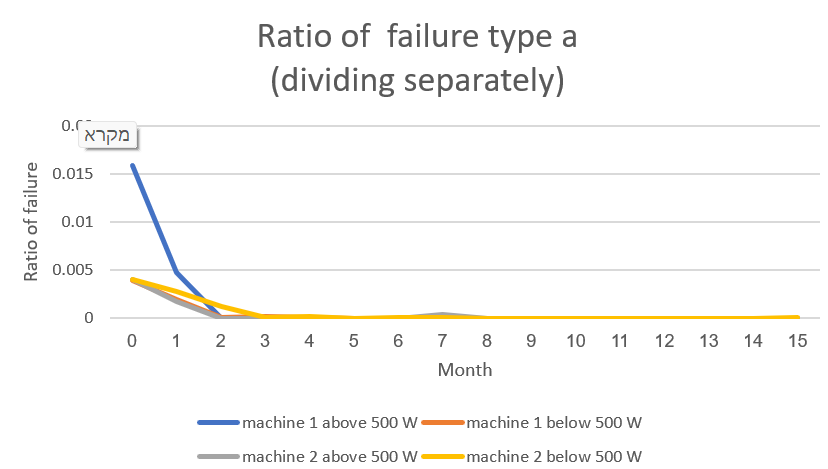 Ratio of  failure type a
(dividing separately)
מקרא
0.015
0.01
0.005
0
Ratio of failure
0 1 2 3 4 5 6 7 8 9 10 11 12 13 14 15
Month
machine 1 above 500 W machine 1 below 500 W
machine 2 above 500 W machine 2 below 500 W